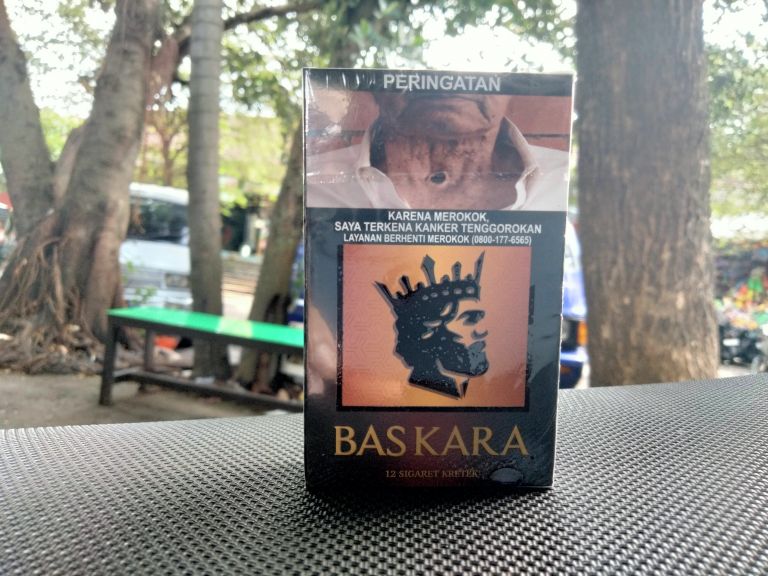 PERINGATAN
KARENA MEROKOK,
SAYA TERKENA KANKER TENGGOROKAN
LAYANAN BERHENTI MEROKOK (0800-177-6565)
BASKARA
12 SIGARET KRETEK